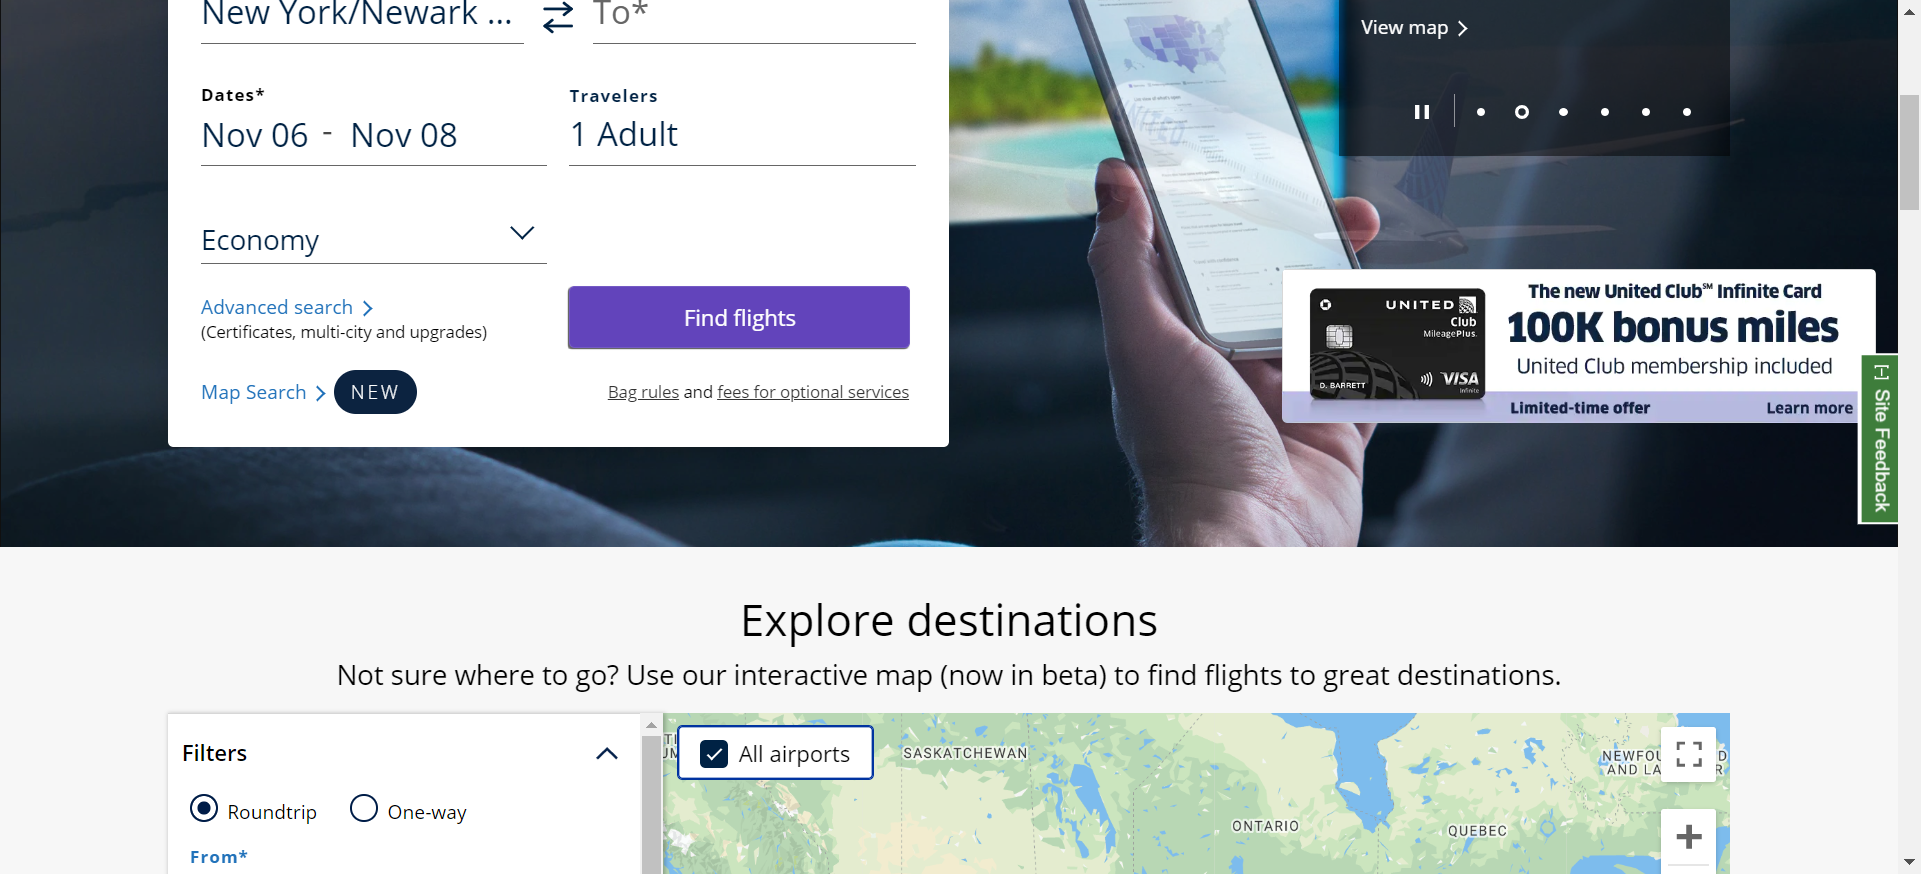 New York/Newark ...
To*
View map
Dates*
Travelers
Nov 06 - Nov 08
1 Adult
Economy
Advanced search
(Certificates, multi-city and upgrades)
Find flights
Map Search
NEW
Bag rules and fees for optional services
UNITED
Club
MileagePlus.
D. BARRETT
VISA
Infinite
The new United Club℠ Infinite Card
100K bonus miles
United Club membership included
Limited-time offer
Learn more
[-] Site Feedback
Explore destinations
Not sure where to go? Use our interactive map (now in beta) to find flights to great destinations.
Filters
Roundtrip
One-way
From*
All airports
SASKATCHEWAN
ONTARIO
QUEBEC